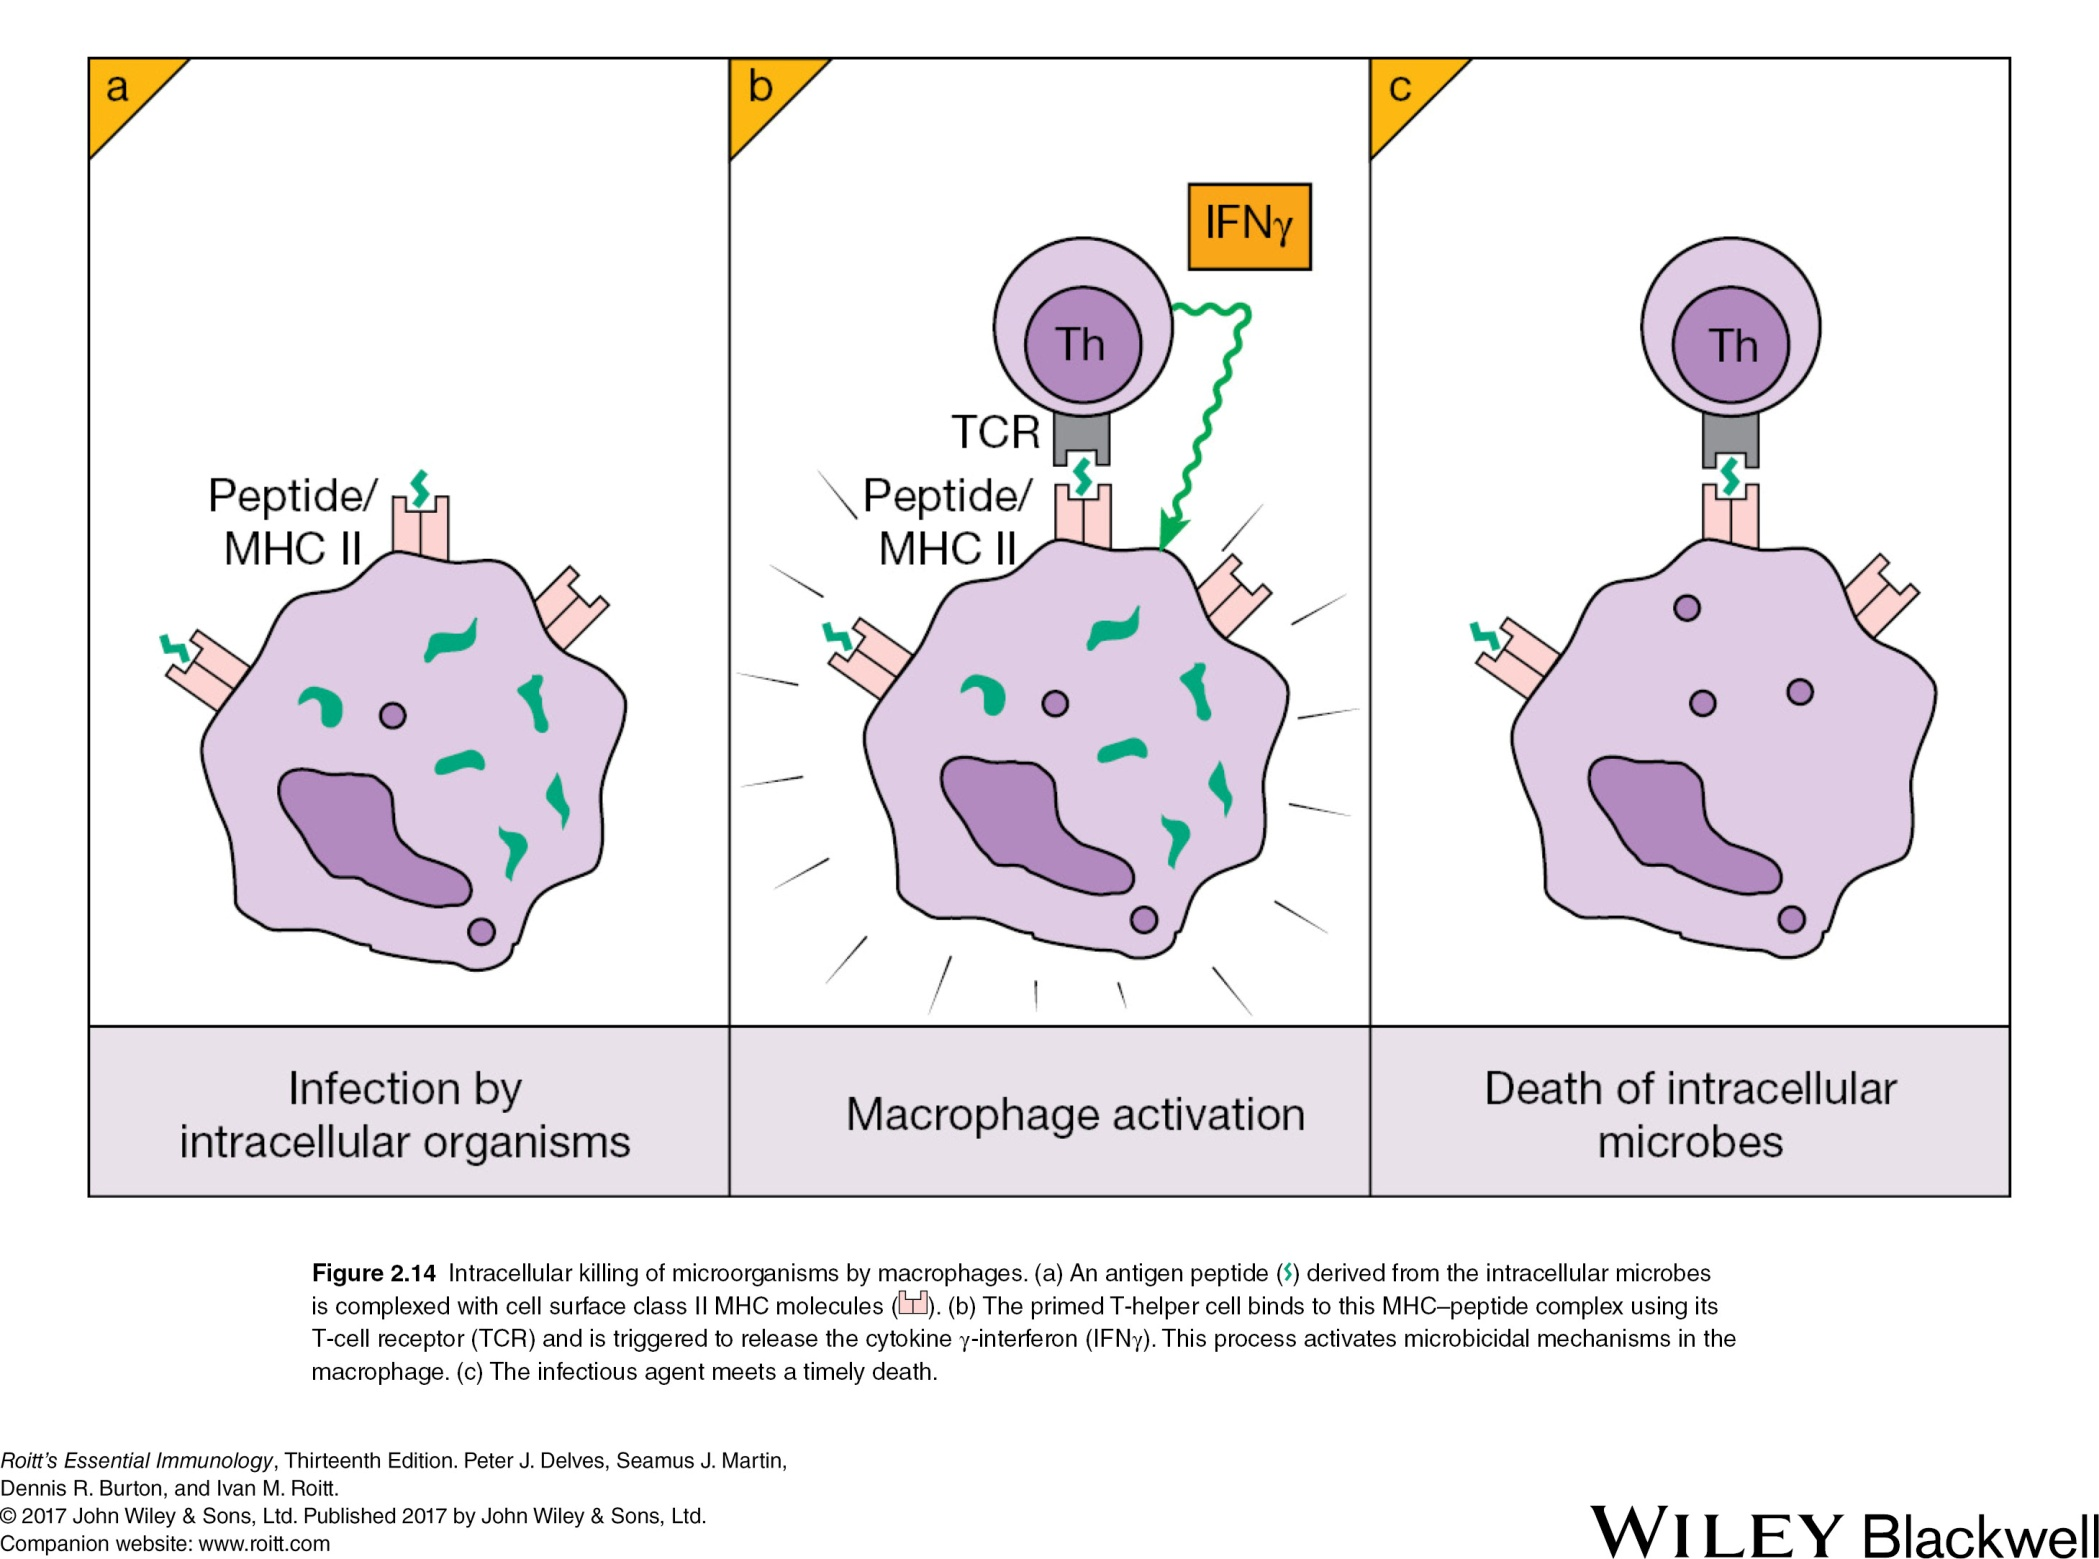 a
b
c
IFNγ
Th
Th
TCR
Peptide/
MHC II
Peptide/
MHC II
Infection by
intracellular organisms
Macrophage activation
Death of intracellular
microbes
Figure 2.14 Intracellular killing of microorganisms by macrophages. (a) An antigen peptide ( ) derived from the intracellular microbes
is complexed with cell surface class II MHC molecules ( ). (b) The primed T-helper cell binds to this MHC–peptide complex using its
T-cell receptor (TCR) and is triggered to release the cytokine γ-interferon (IFNγ). This process activates microbicidal mechanisms in the
macrophage. (c) The infectious agent meets a timely death.
Roitt's Essential Immunology, Thirteenth Edition. Peter J. Delves, Seamus J. Martin,
Dennis R. Burton, and Ivan M. Roitt.
© 2017 John Wiley & Sons, Ltd. Published 2017 by John Wiley & Sons, Ltd.
Companion website: www.roitt.com
WILEY Blackwell